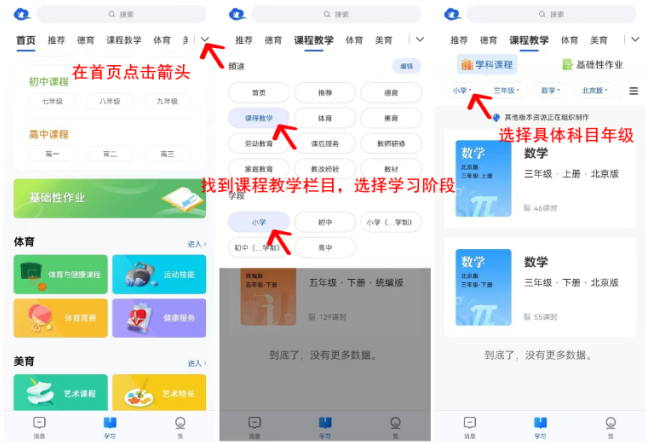 搜索
首页 推荐 德育 课程教学 体育
在首页点击箭头
初中课程
七年级 八年级 九年级
高中课程
高一 高二 高三
基础性作业
体育 进入
体育与健康课程 运动技能
体育竞赛 健康服务
美育 进入
艺术课程 艺术特长
消息 学习 我
搜索
推荐 德育 课程教学 体育 美育
频道 编辑
首页 推荐 德育
课程教学 体育 美育
劳动教育 课后服务 教师研修
家庭教育 教改经验 教材
找到课程教学栏目，选择学习阶段
学段
小学 初中 小学（...学制）
初中（...学制） 高中
统编版
五年级·下册
五年级·下册·统编版
129课时
到底了，没有更多数据。
消息 学习 我
搜索
推荐 德育 课程教学 体育 美育
学科课程 基础性作业
小学 三年级 数学 北京版
其他版本资源正在组织制作
选择具体科目年级
数学
北京版
三年级·上册
数学
三年级·上册·北京版
46课时
数学
北京版
三年级·下册
数学
三年级·下册·北京版
55课时
到底了，没有更多数据。
消息 学习 我